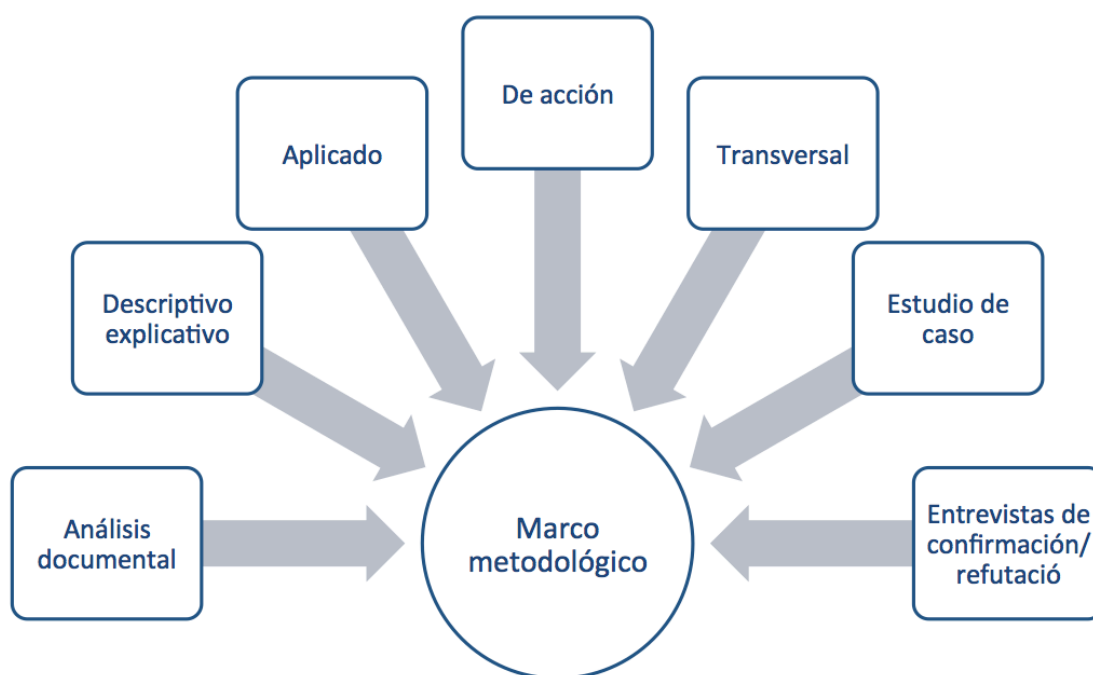 De acción
Aplicado
Transversal
Descriptivo
explicativo
Estudio de
caso
Análisis
documental
Marco
metodológico
Entrevistas de
confirmación/
refutació